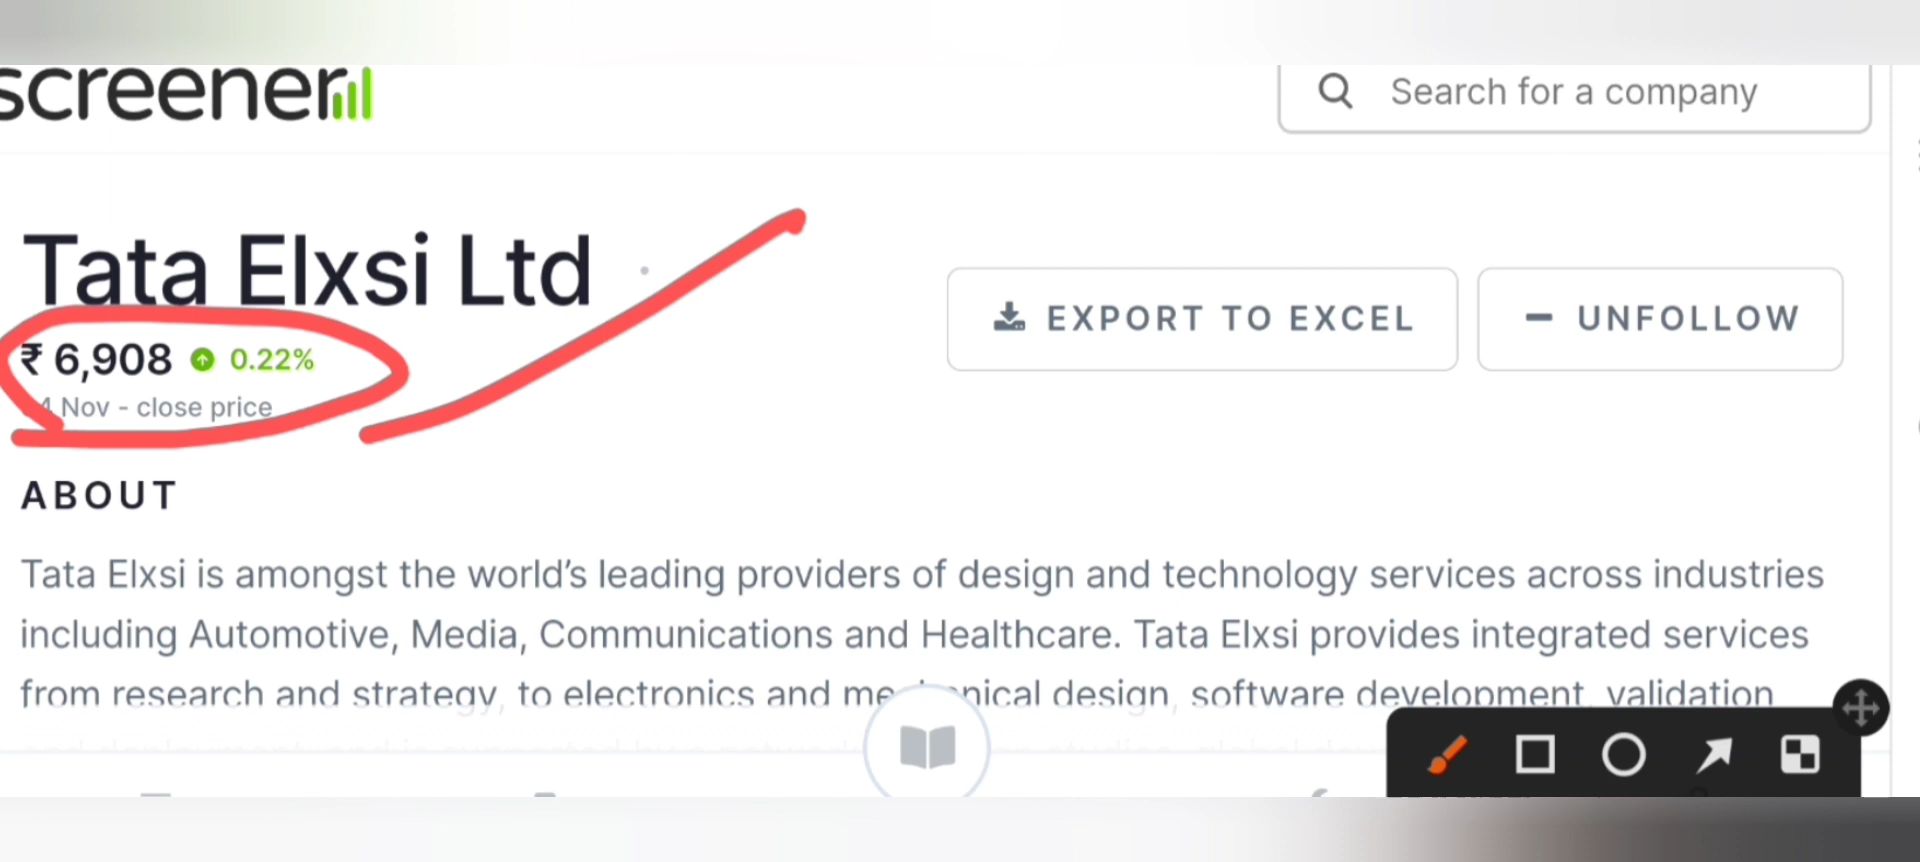 screener
Search for a company
Tata Elxsi Ltd
EXPORT TO EXCEL
UNFOLLOW
₹ 6,908 0.22%
4 Nov - close price
ABOUT
Tata Elxsi is amongst the world's leading providers of design and technology services across industries
including Automotive, Media, Communications and Healthcare. Tata Elxsi provides integrated services
from research and strategy, to electronics and mechanical design, software development, validation